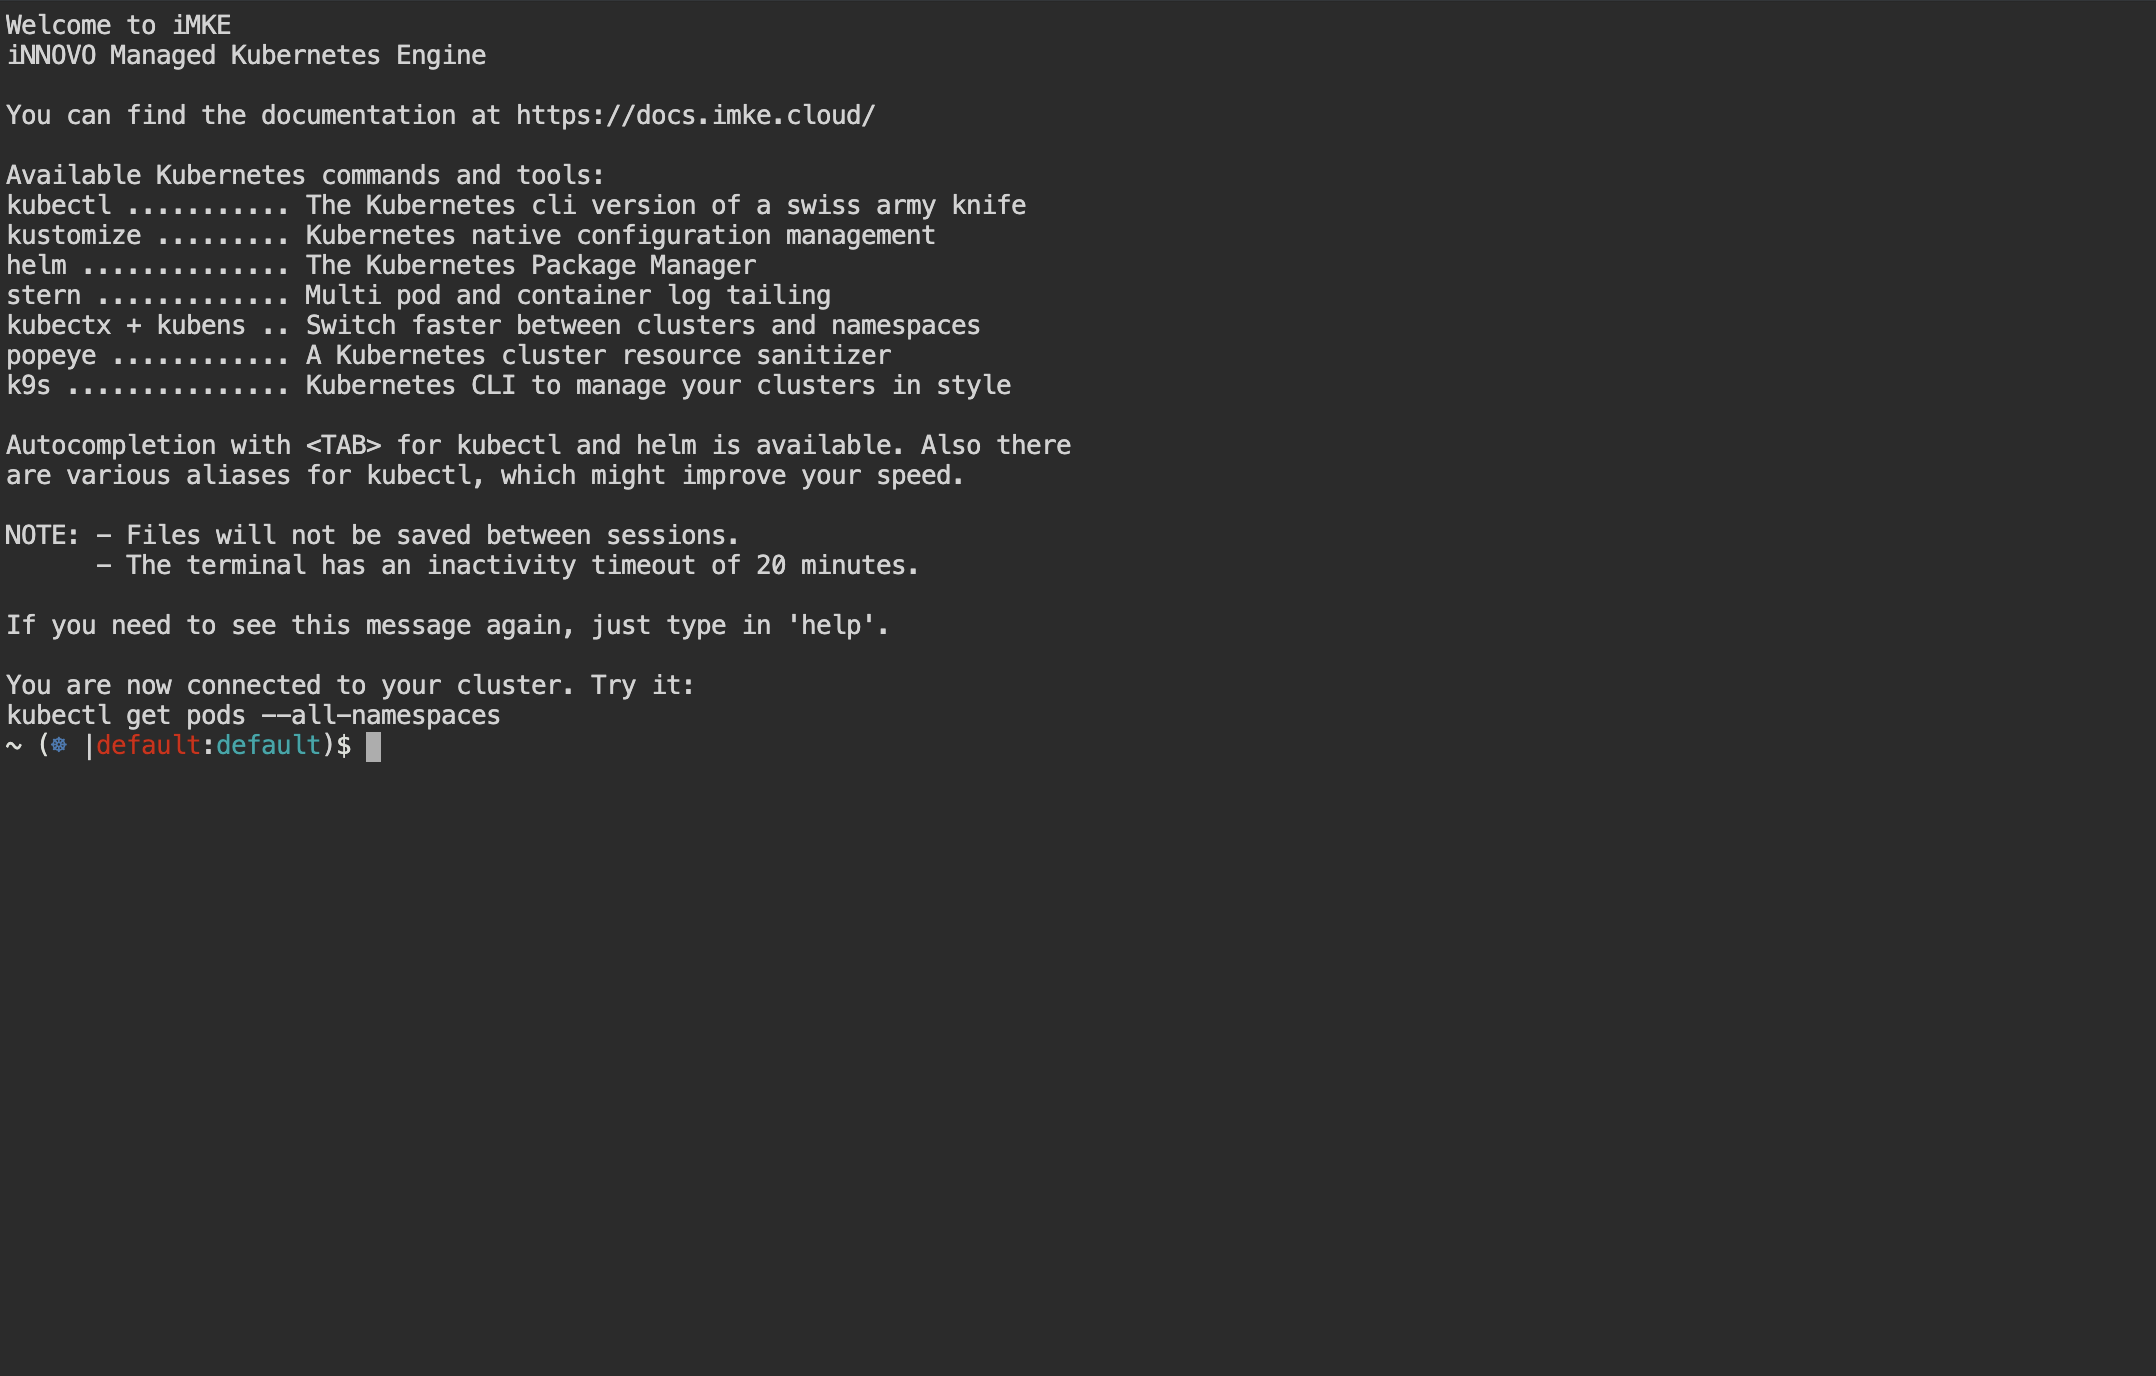 Welcome to iMKE
iNNOVO Managed Kubernetes Engine
You can find the documentation at https://docs.imke.cloud/
Available Kubernetes commands and tools:
kubectl ........... The Kubernetes cli version of a swiss army knife
kustomize ......... Kubernetes native configuration management
helm .............. The Kubernetes Package Manager
stern ............. Multi pod and container log tailing
kubectx + kubens .. Switch faster between clusters and namespaces
popeye ............ A Kubernetes cluster resource sanitizer
k9s ............... Kubernetes CLI to manage your clusters in style
Autocompletion with <TAB> for kubectl and helm is available. Also there
are various aliases for kubectl, which might improve your speed.
NOTE: - Files will not be saved between sessions.
- The terminal has an inactivity timeout of 20 minutes.
If you need to see this message again, just type in 'help'.
You are now connected to your cluster. Try it:
kubectl get pods --all-namespaces
~ (☸ |default:default)$